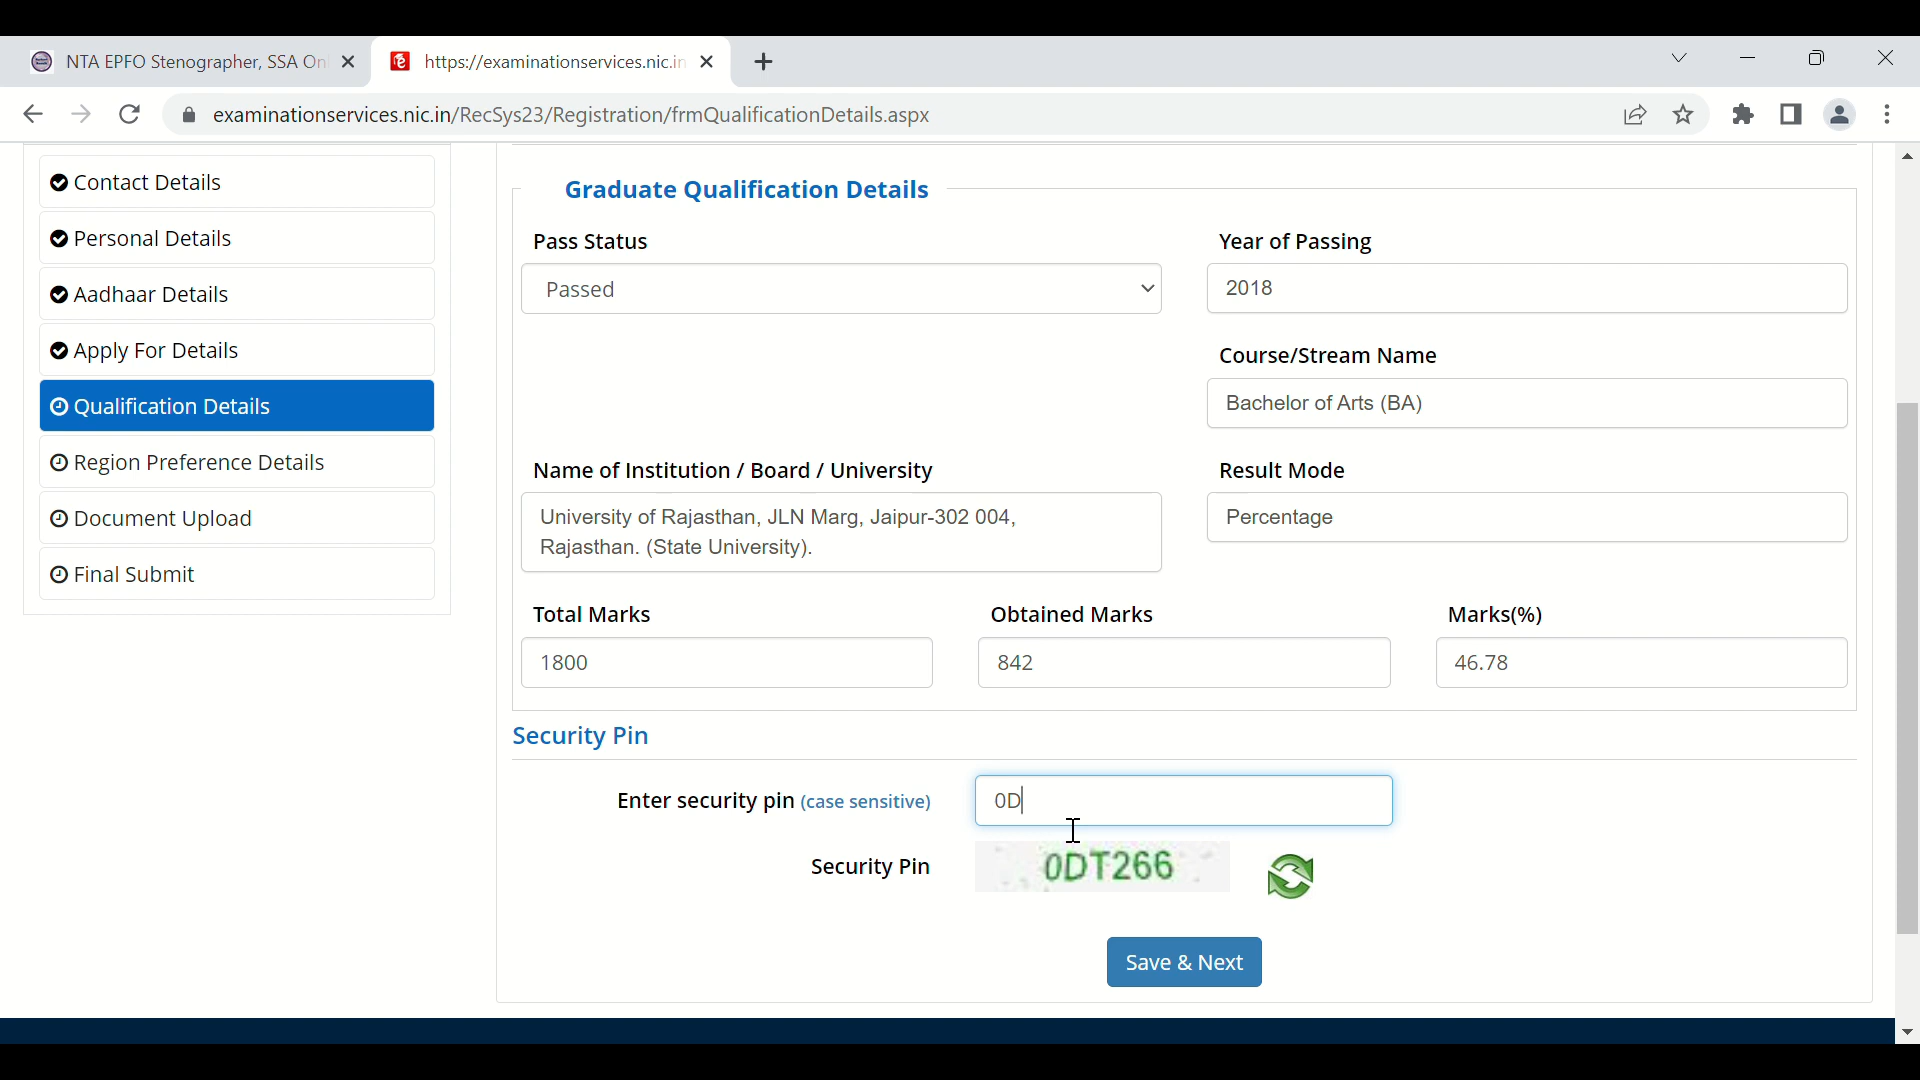 NTA EPFO Stenographer, SSA Onl
https://examinationservices.nic.in
examinationservices.nic.in/RecSys23/Registration/frmQualificationDetails.aspx
Contact Details
Personal Details
Aadhaar Details
Apply For Details
Qualification Details
Region Preference Details
Document Upload
Final Submit
Graduate Qualification Details
Pass Status
Year of Passing
Passed
2018
Course/Stream Name
Bachelor of Arts (BA)
Name of Institution / Board / University
Result Mode
University of Rajasthan, JLN Marg, Jaipur-302 004,
Rajasthan. (State University).
Percentage
Total Marks
Obtained Marks
Marks(%)
1800
842
46.78
Security Pin
Enter security pin (case sensitive)
0D
Security Pin
0DT266
Save & Next